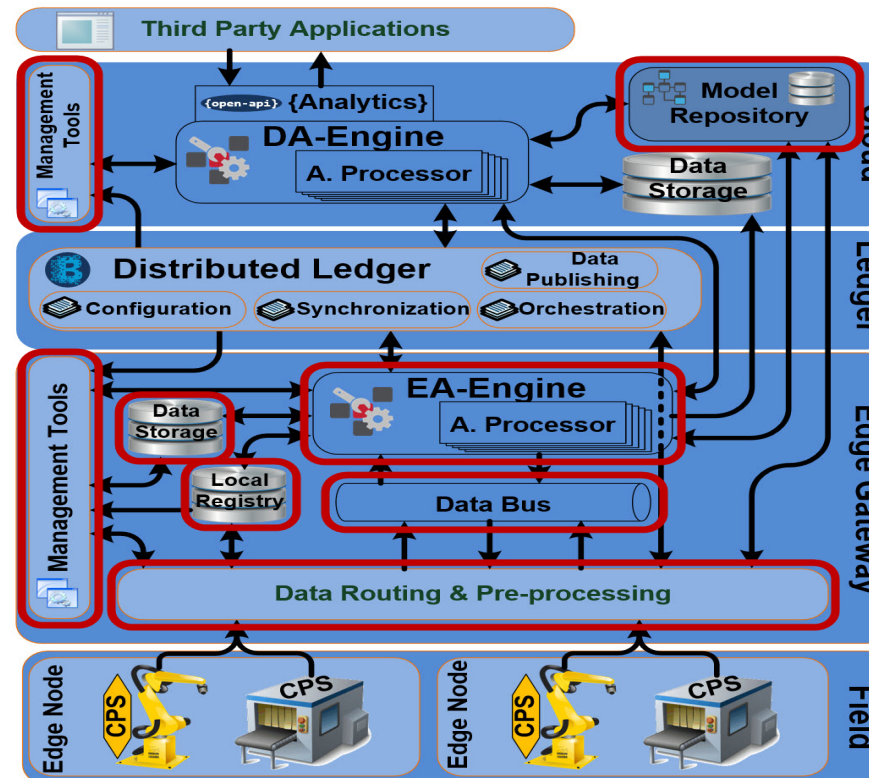 Third Party Applications
{open-api} {Analytics}
Management
Tools
DA-Engine
A. Processor
Model
Repository
Data
Storage
Cloud
Distributed Ledger
Data
Publishing
Configuration
Synchronization
Orchestration
Ledger
Management Tools
EA-Engine
A. Processor
Data
Storage
Local
Registry
Data Bus
Edge Gateway
Data Routing & Pre-processing
Edge Node
CPS
CPS
Edge Node
CPS
CPS
Field